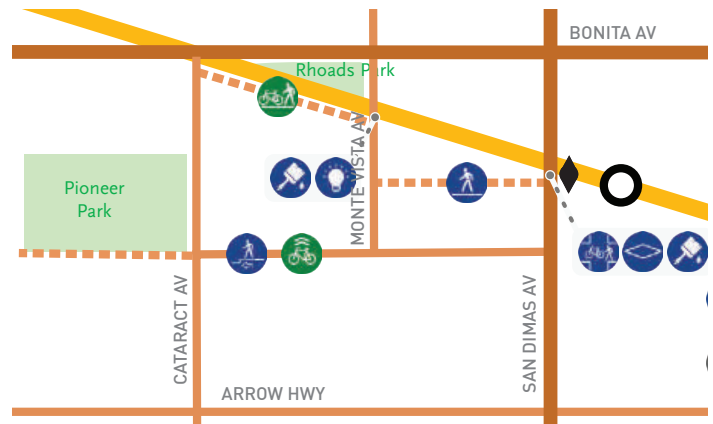 BONITA AV
Rhoads Park
MONTE VISTA AV
Pioneer
Park
CATARACT AV
SAN DIMAS AV
ARROW HWY